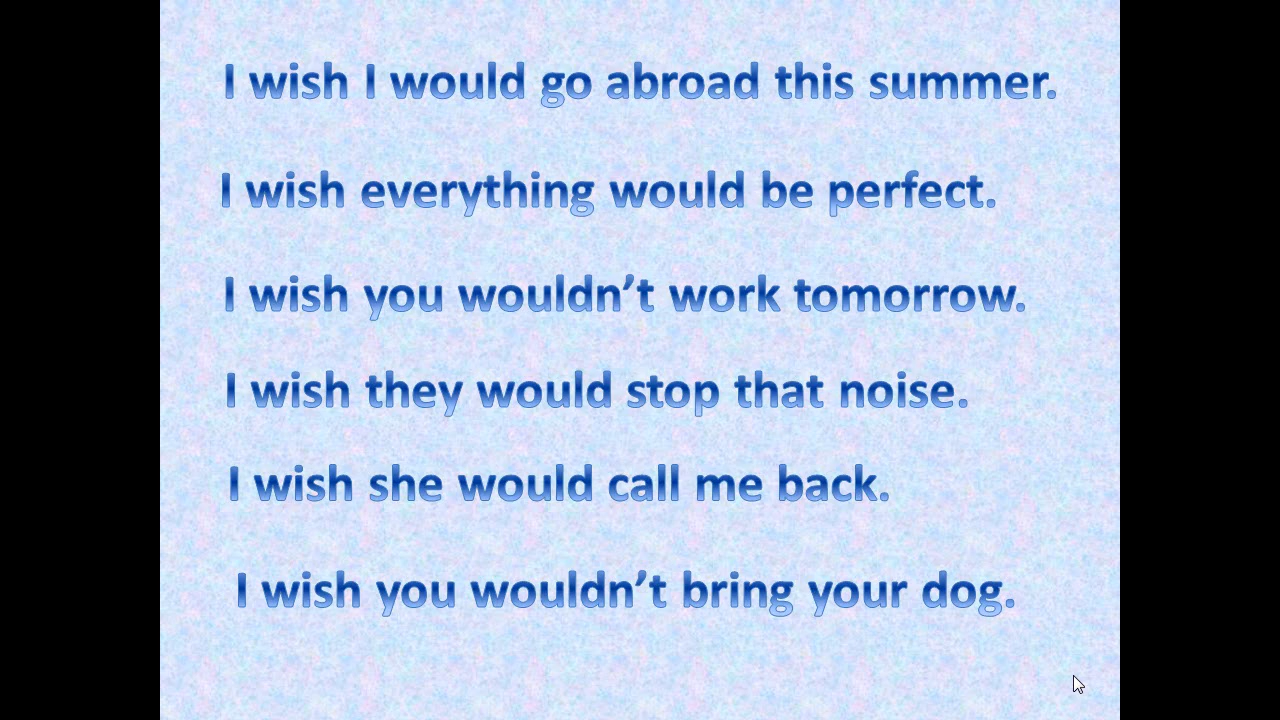 I wish I would go abroad this summer.
I wish everything would be perfect.
I wish you wouldn’t work tomorrow.
I wish they would stop that noise.
I wish she would call me back.
I wish you wouldn’t bring your dog.